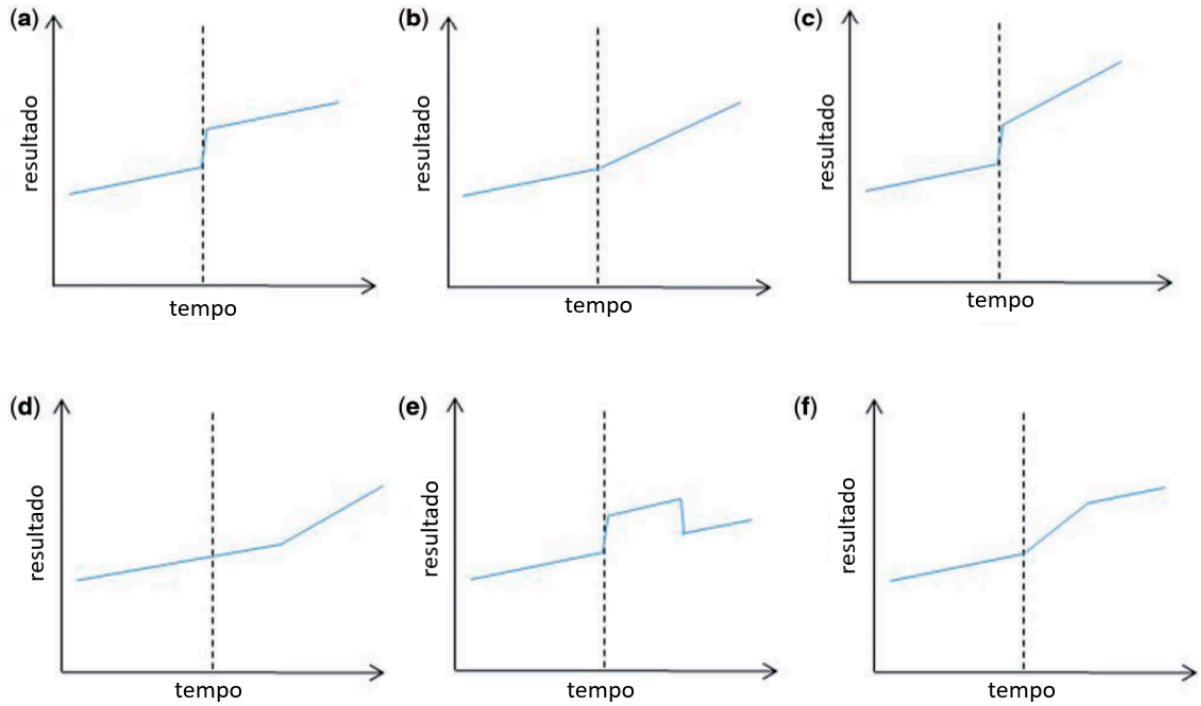 (a)
resultado
tempo
(b)
resultado
tempo
(c)
resultado
tempo
(d)
resultado
tempo
(e)
resultado
tempo
(f)
resultado
tempo